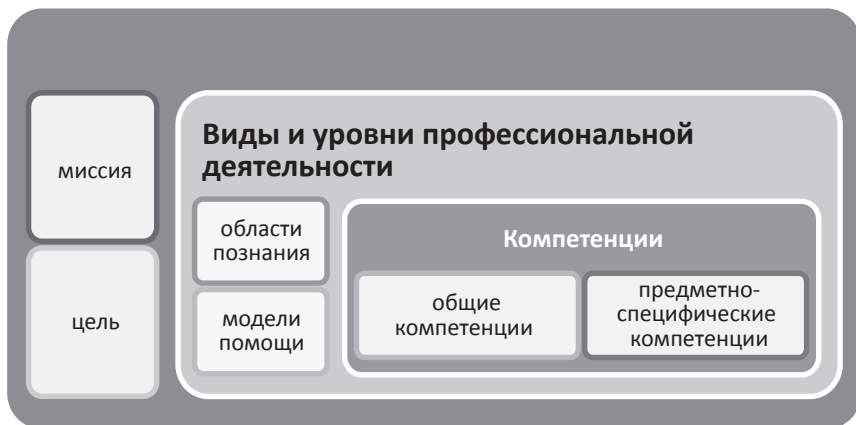 миссия
цель
Виды и уровни профессиональной
деятельности
области
познания
модели
помощи
Компетенции
общие
компетенции
предметно-
специфические
компетенции